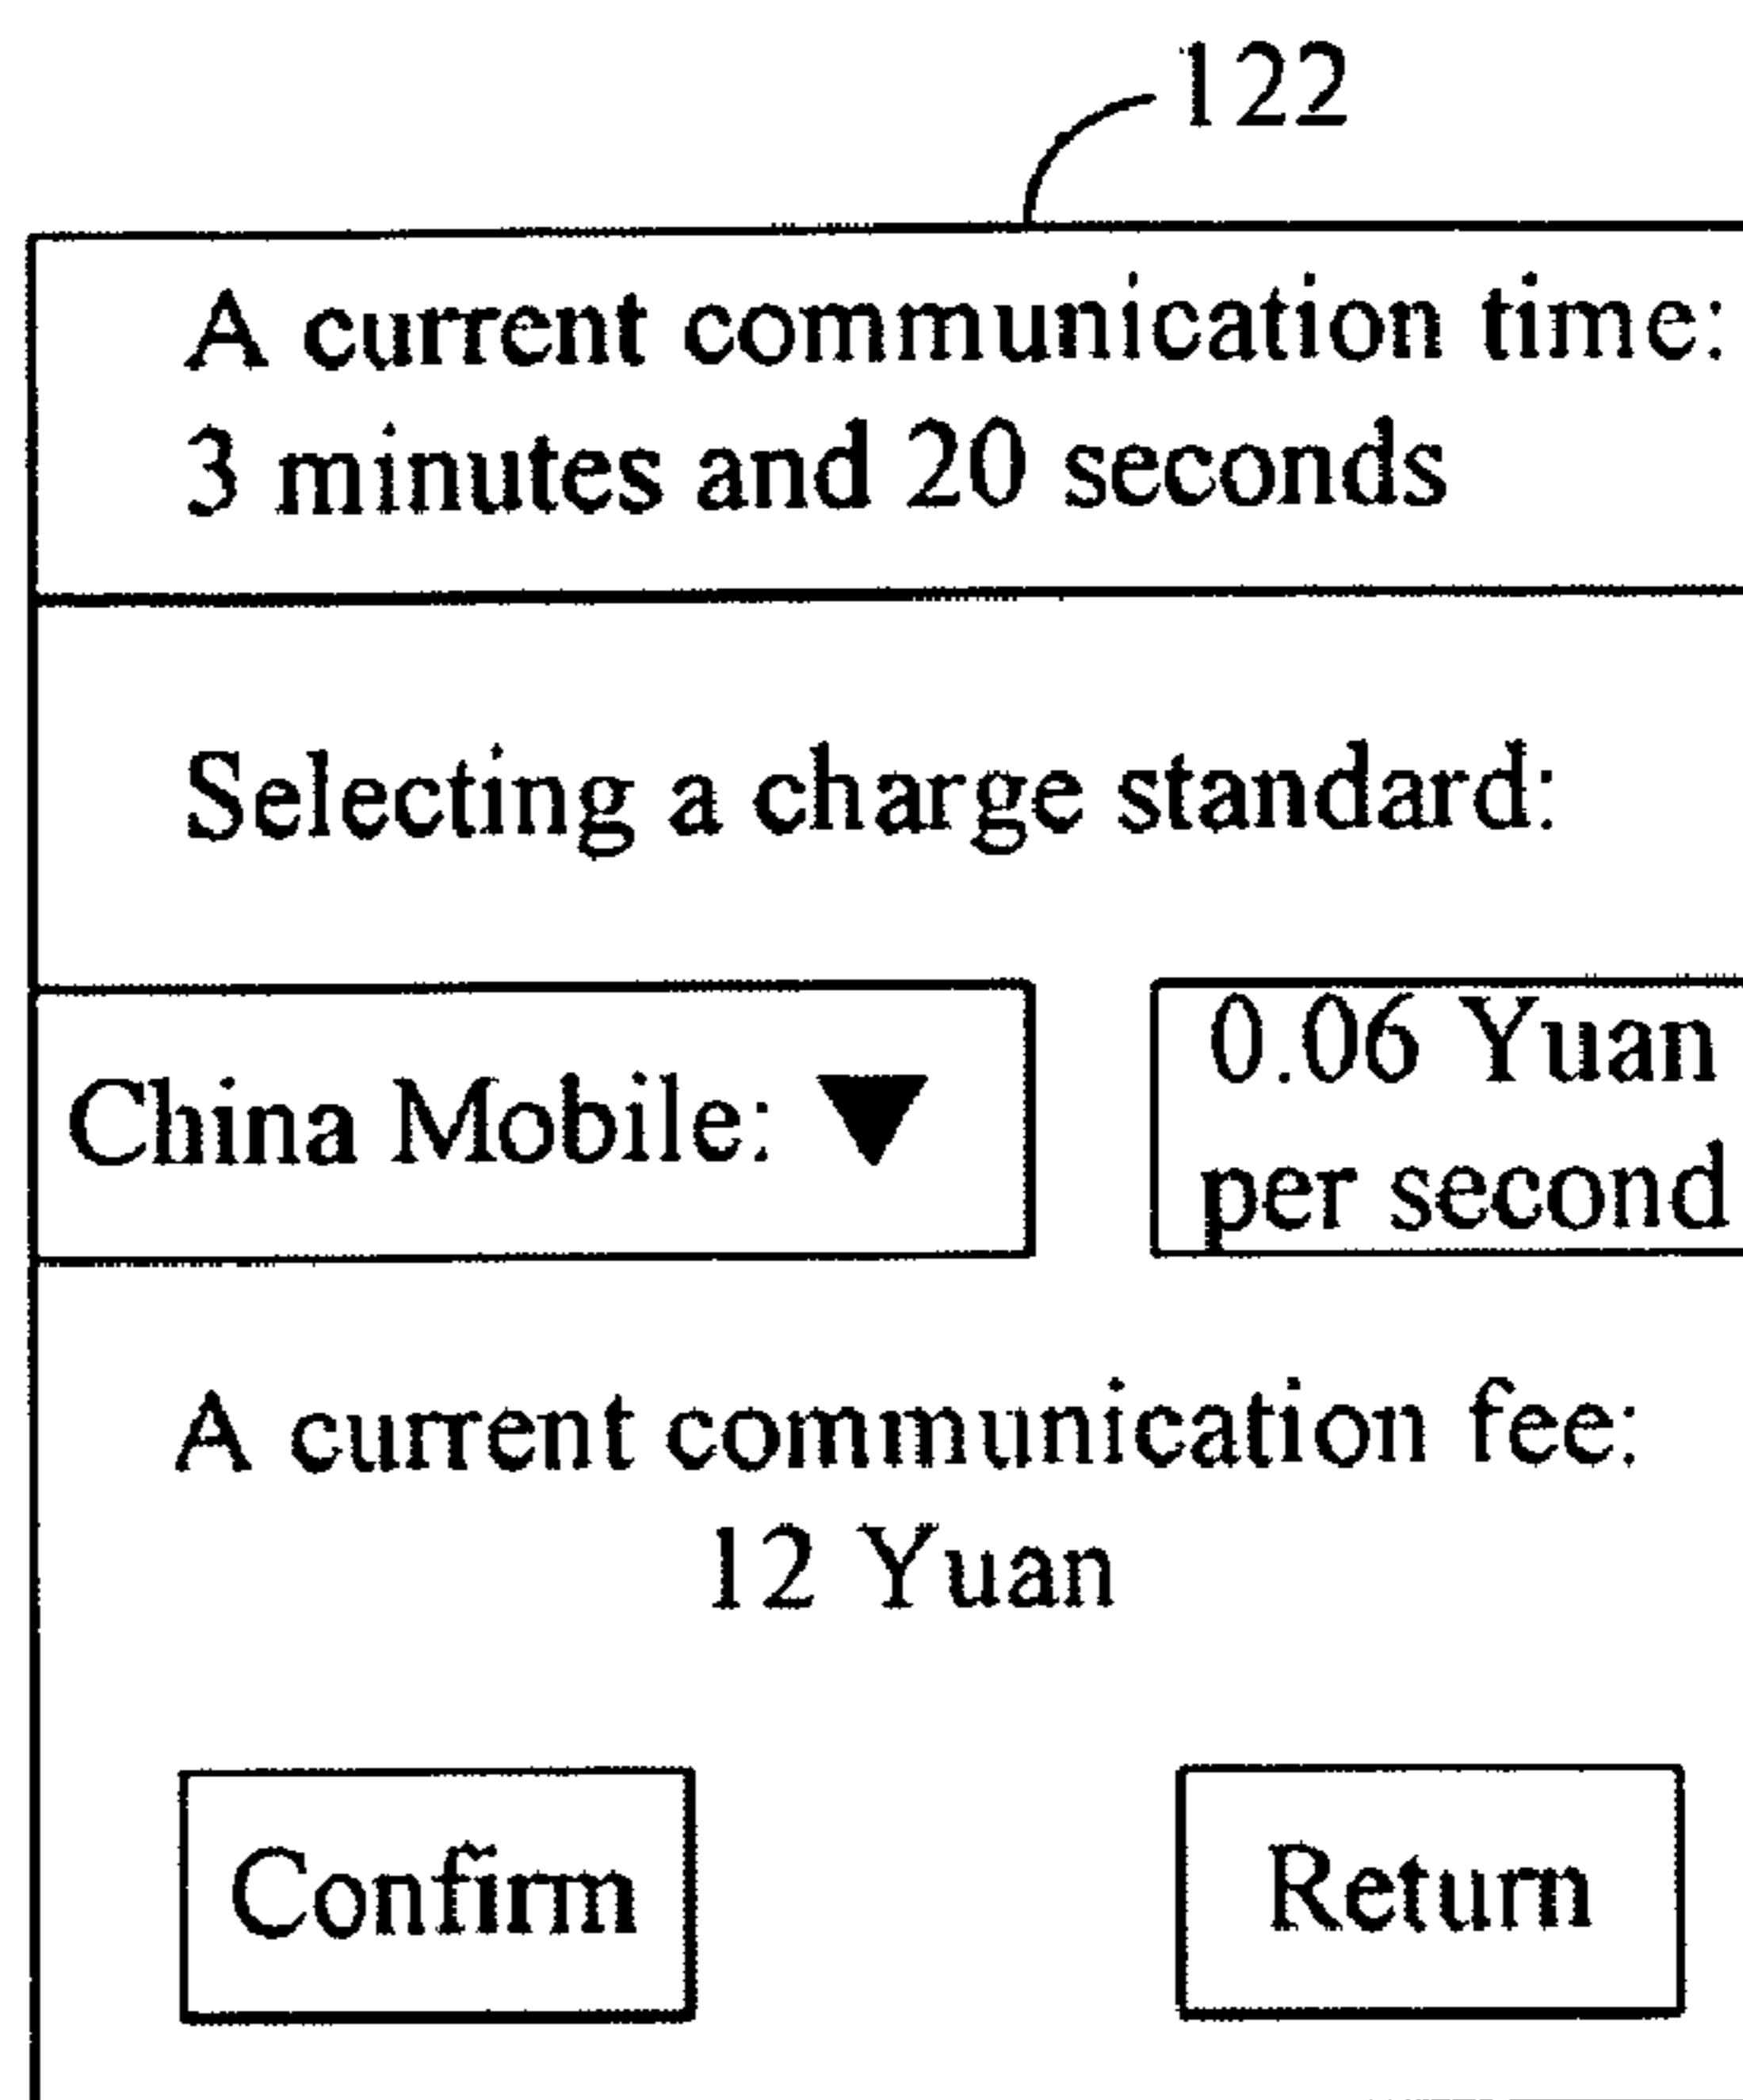 122
A current communication time:
3 minutes and 20 seconds
Selecting a charge standard:
China Mobile:
0.06 Yuan
per second
A current communication fee:
12 Yuan
Confirm
Return